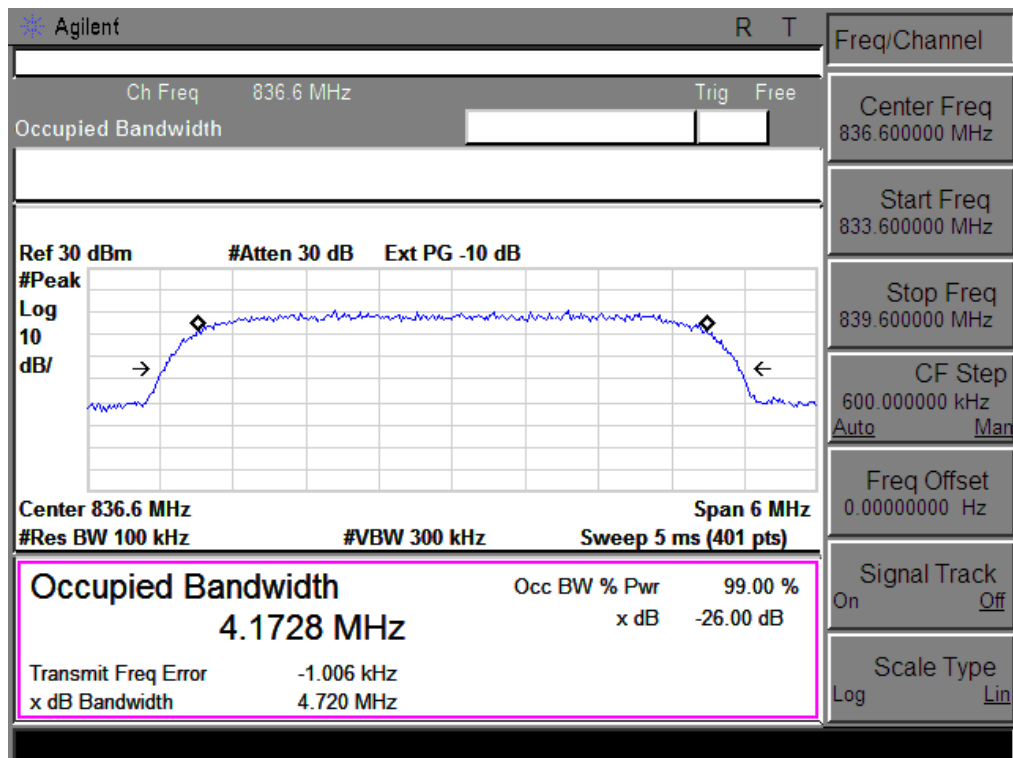 Agilent R T
Ch Freq 836.6 MHz Trig Free
Occupied Bandwidth
Ref 30 dBm #Atten 30 dB Ext PG -10 dB
#Peak
Log
10
dB/
Center 836.6 MHz Span 6 MHz
#Res BW 100 kHz #VBW 300 kHz Sweep 5 ms (401 pts)
Occupied Bandwidth Occ BW % Pwr 99.00 %
4.1728 MHz x dB -26.00 dB
Transmit Freq Error -1.006 kHz
x dB Bandwidth 4.720 MHz
Freq/Channel
Center Freq
836.600000 MHz
Start Freq
833.600000 MHz
Stop Freq
839.600000 MHz
CF Step
600.000000 kHz
Auto Man
Freq Offset
0.00000000 Hz
Signal Track
On Off
Scale Type
Log Lin